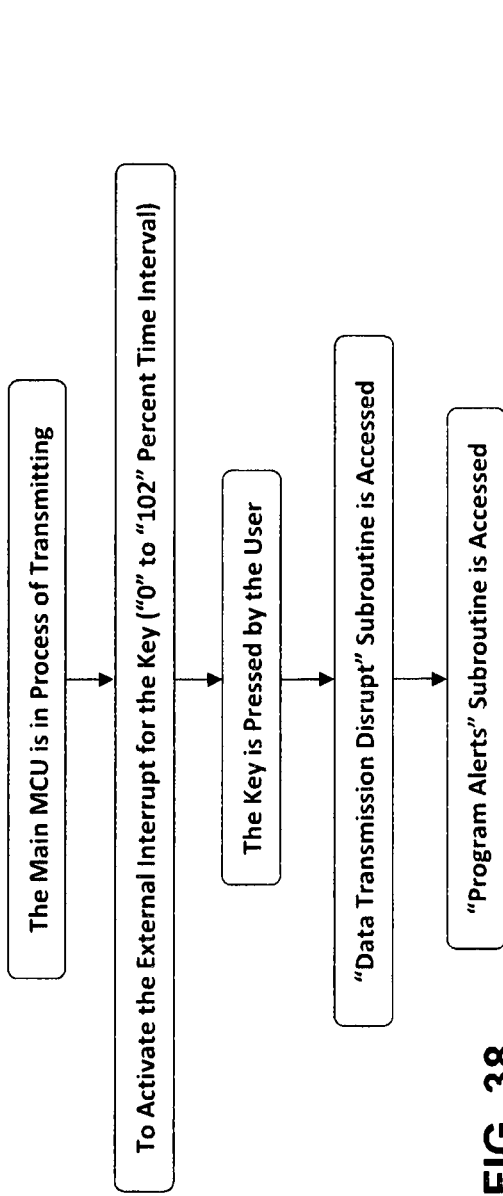 The Main MCU is in Process of Transmitting
To Activate the External Interrupt for the Key (“0” to “102” Percent Time Interval)
The Key is Pressed by the User
“Data Transmission Disrupt” Subroutine is Accessed
“Program Alerts” Subroutine is Accessed
FIG. 38